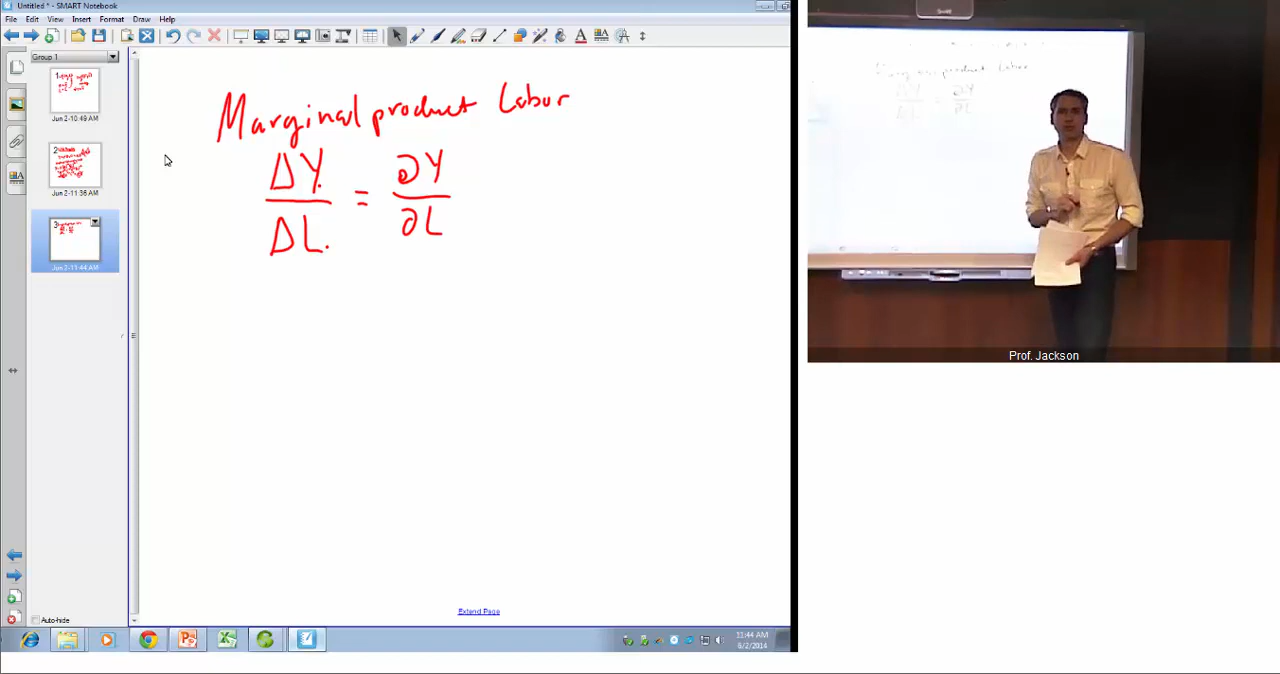 Untitled * - SMART Notebook
File Edit View Insert Format Draw Help
Group 1
Jun 2-10:49 AM
Jun 2-11:36 AM
Jun 2-11:44 AM
Marginal product Labor
ΔY. / ΔL. = ∂Y / ∂L
Extend Page
Auto-hide
11:44 AM
6/2/2014
Prof. Jackson